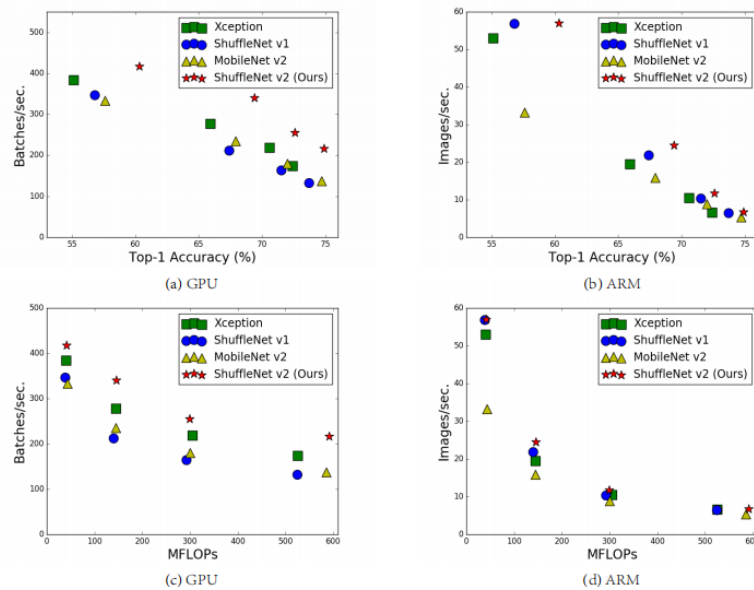 500
400
300
200
100
0
55
60
65
70
75
Batches/sec.
Top-1 Accuracy (%)
Xception
ShuffleNet v1
MobileNet v2
ShuffleNet v2 (Ours)
(a) GPU
60
50
40
30
20
10
0
55
60
65
70
75
Images/sec.
Top-1 Accuracy (%)
Xception
ShuffleNet v1
MobileNet v2
ShuffleNet v2 (Ours)
(b) ARM
500
400
300
200
100
0
0
100
200
300
400
500
600
Batches/sec.
MFLOPs
Xception
ShuffleNet v1
MobileNet v2
ShuffleNet v2 (Ours)
(c) GPU
60
50
40
30
20
10
0
0
100
200
300
400
500
600
Images/sec.
MFLOPs
Xception
ShuffleNet v1
MobileNet v2
ShuffleNet v2 (Ours)
(d) ARM